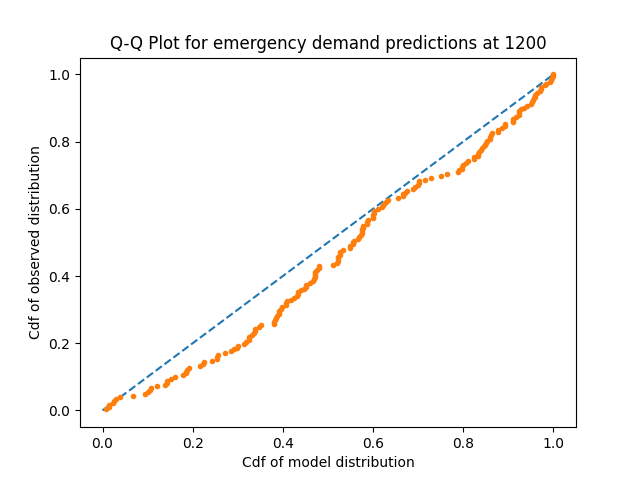 Q-Q Plot for emergency demand predictions at 1200
Cdf of observed distribution
1.0
0.8
0.6
0.4
0.2
0.0
0.0 0.2 0.4 0.6 0.8 1.0
Cdf of model distribution